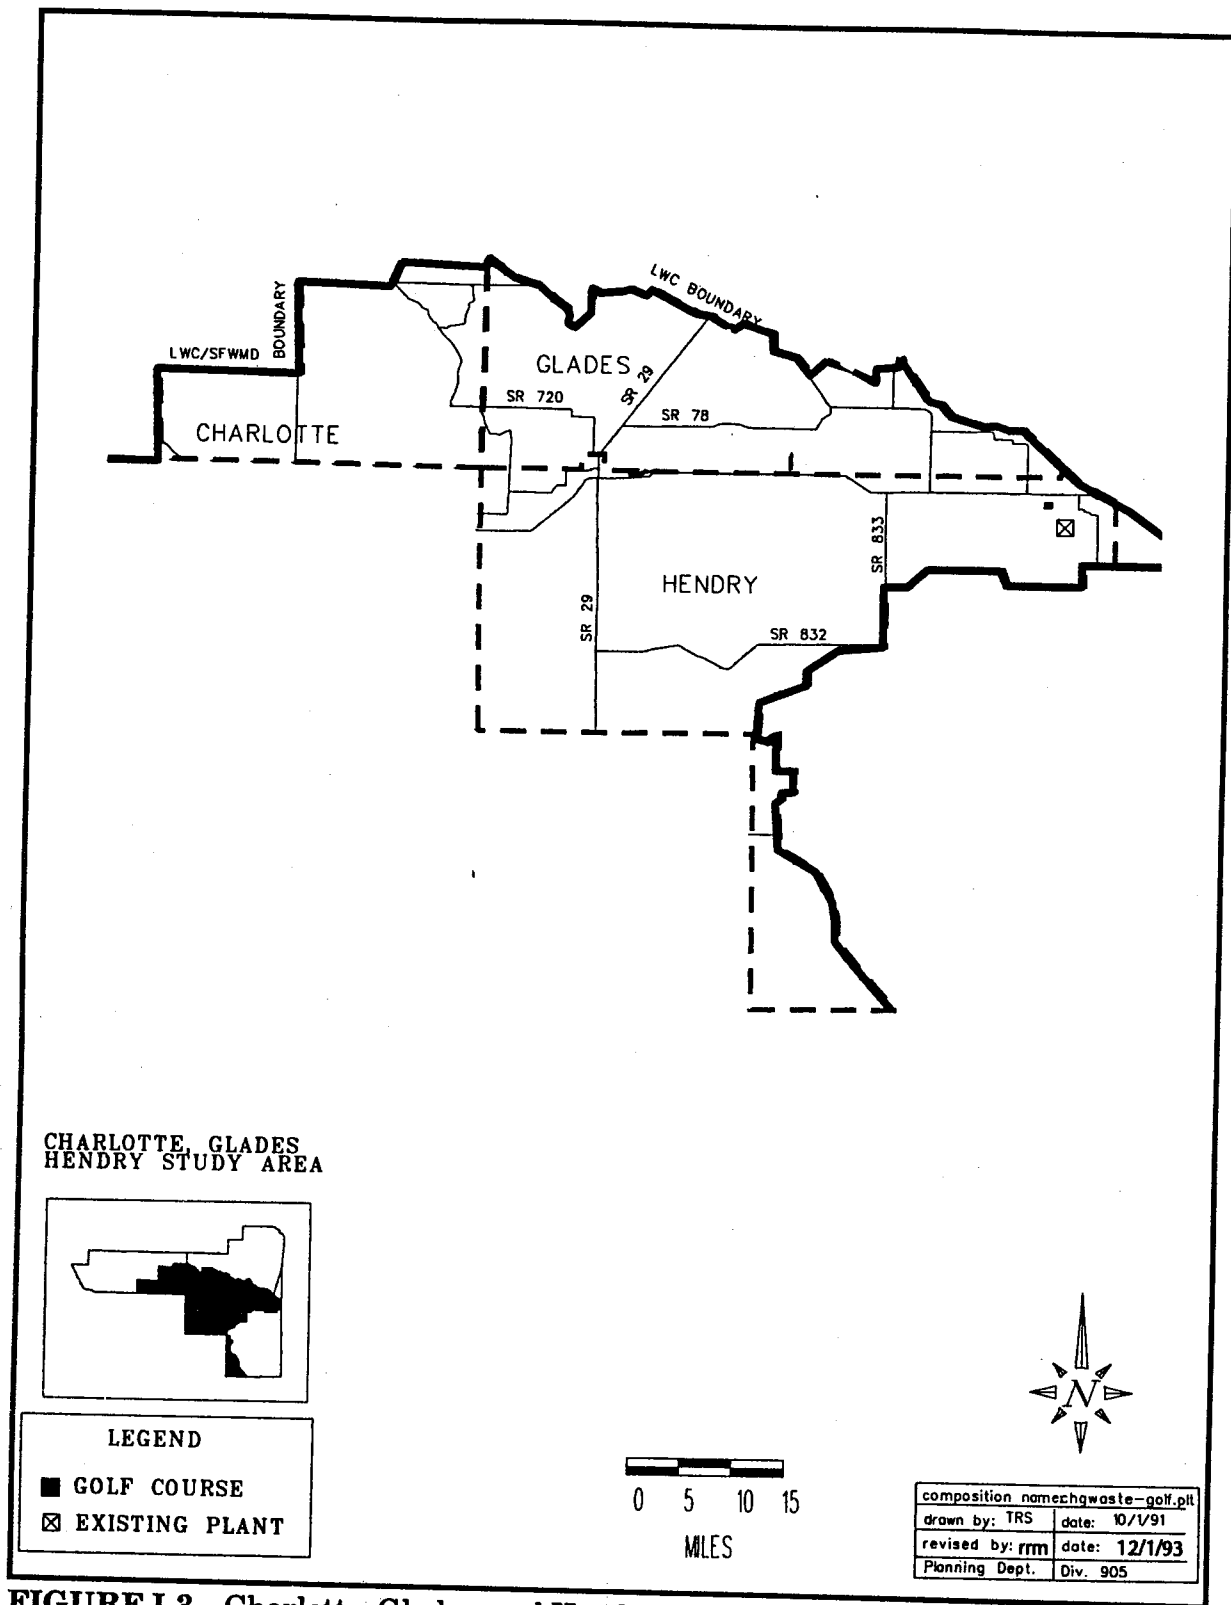 LWC BOUNDARY
BOUNDARY
LWC/SFWMD
GLADES
SR 29
SR 720
SR 78
CHARLOTTE
SR 833
HENDRY
SR 29
SR 832
CHARLOTTE, GLADES
HENDRY STUDY AREA
LEGEND
GOLF COURSE
EXISTING PLANT
N
0 5 10 15
MILES
composition name:chgwaste-golf.plt
drawn by: TRS date: 10/1/91
revised by: rrm date: 12/1/93
Planning Dept. Div. 905